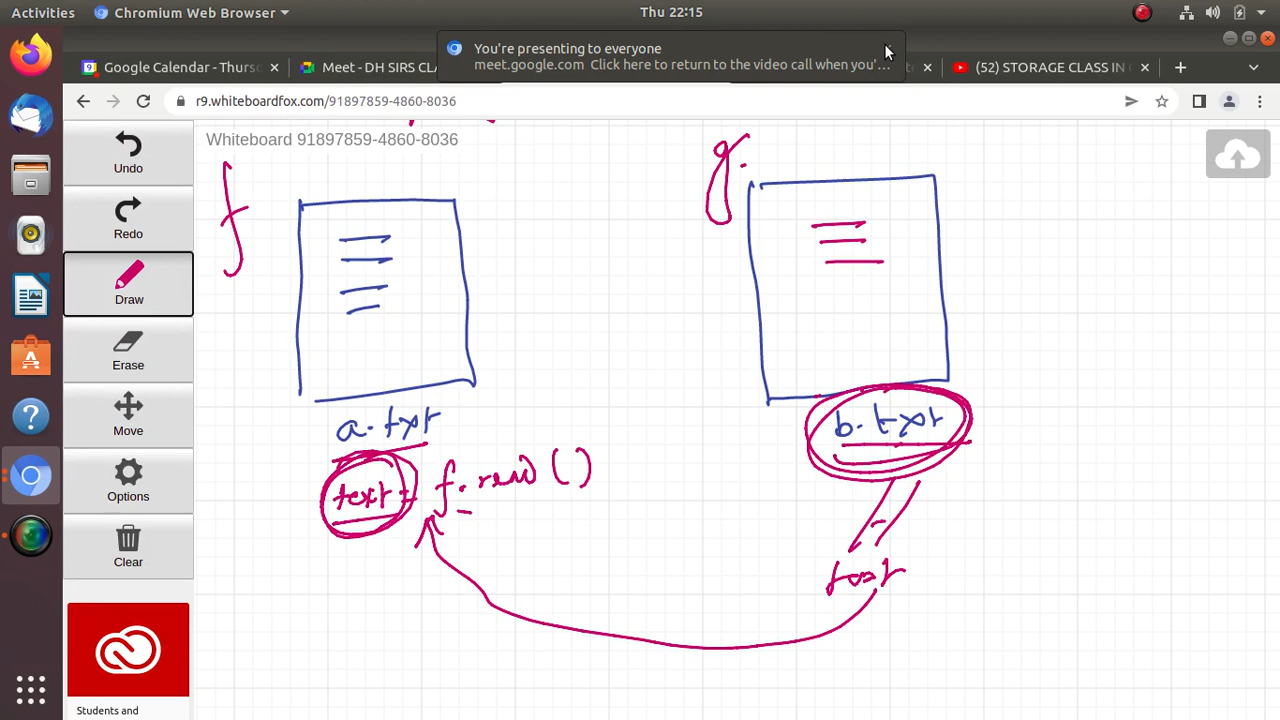 Activities
Chromium Web Browser
Thu 22:15
You're presenting to everyone
meet.google.com Click here to return to the video call when you'...
Google Calendar - Thurs
Meet - DH SIRS CLA
(52) STORAGE CLASS IN C
r9.whiteboardfox.com/91897859-4860-8036
Whiteboard 91897859-4860-8036
Undo
Redo
Draw
Erase
Move
Options
Clear
Students and
f
g.
a.txt
b.txt
text = f.read()
text